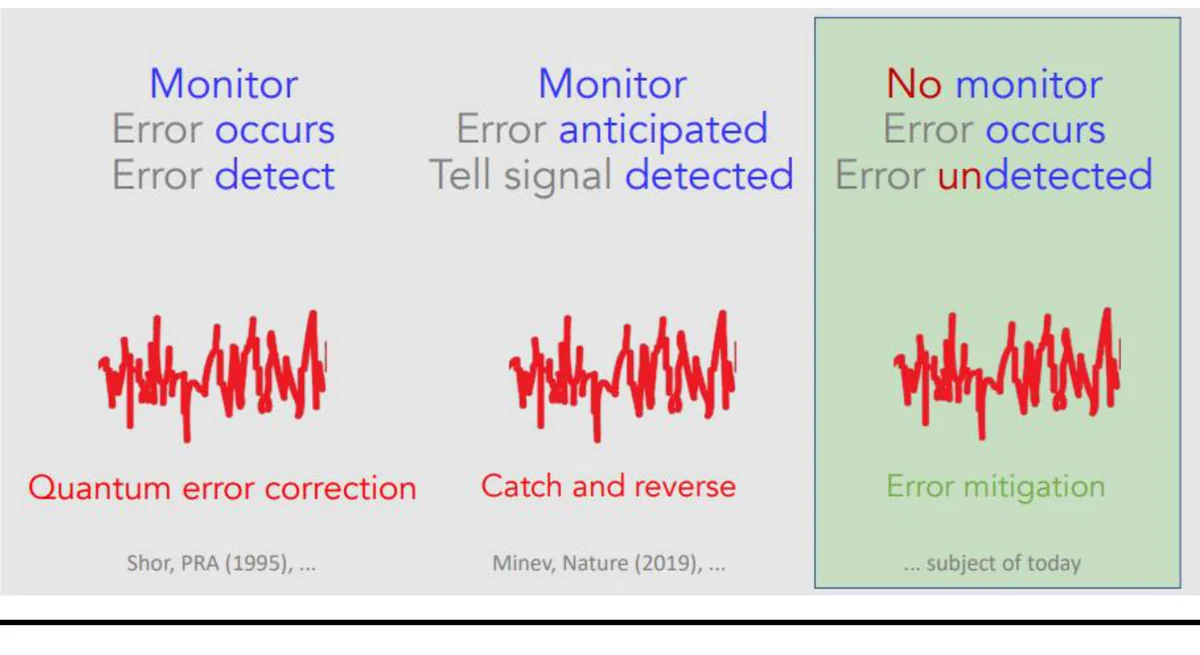 Monitor
Error occurs
Error detect
Quantum error correction
Shor, PRA (1995), ...
Monitor
Error anticipated
Tell signal detected
Catch and reverse
Minev, Nature (2019), ...
No monitor
Error occurs
Error undetected
Error mitigation
... subject of today